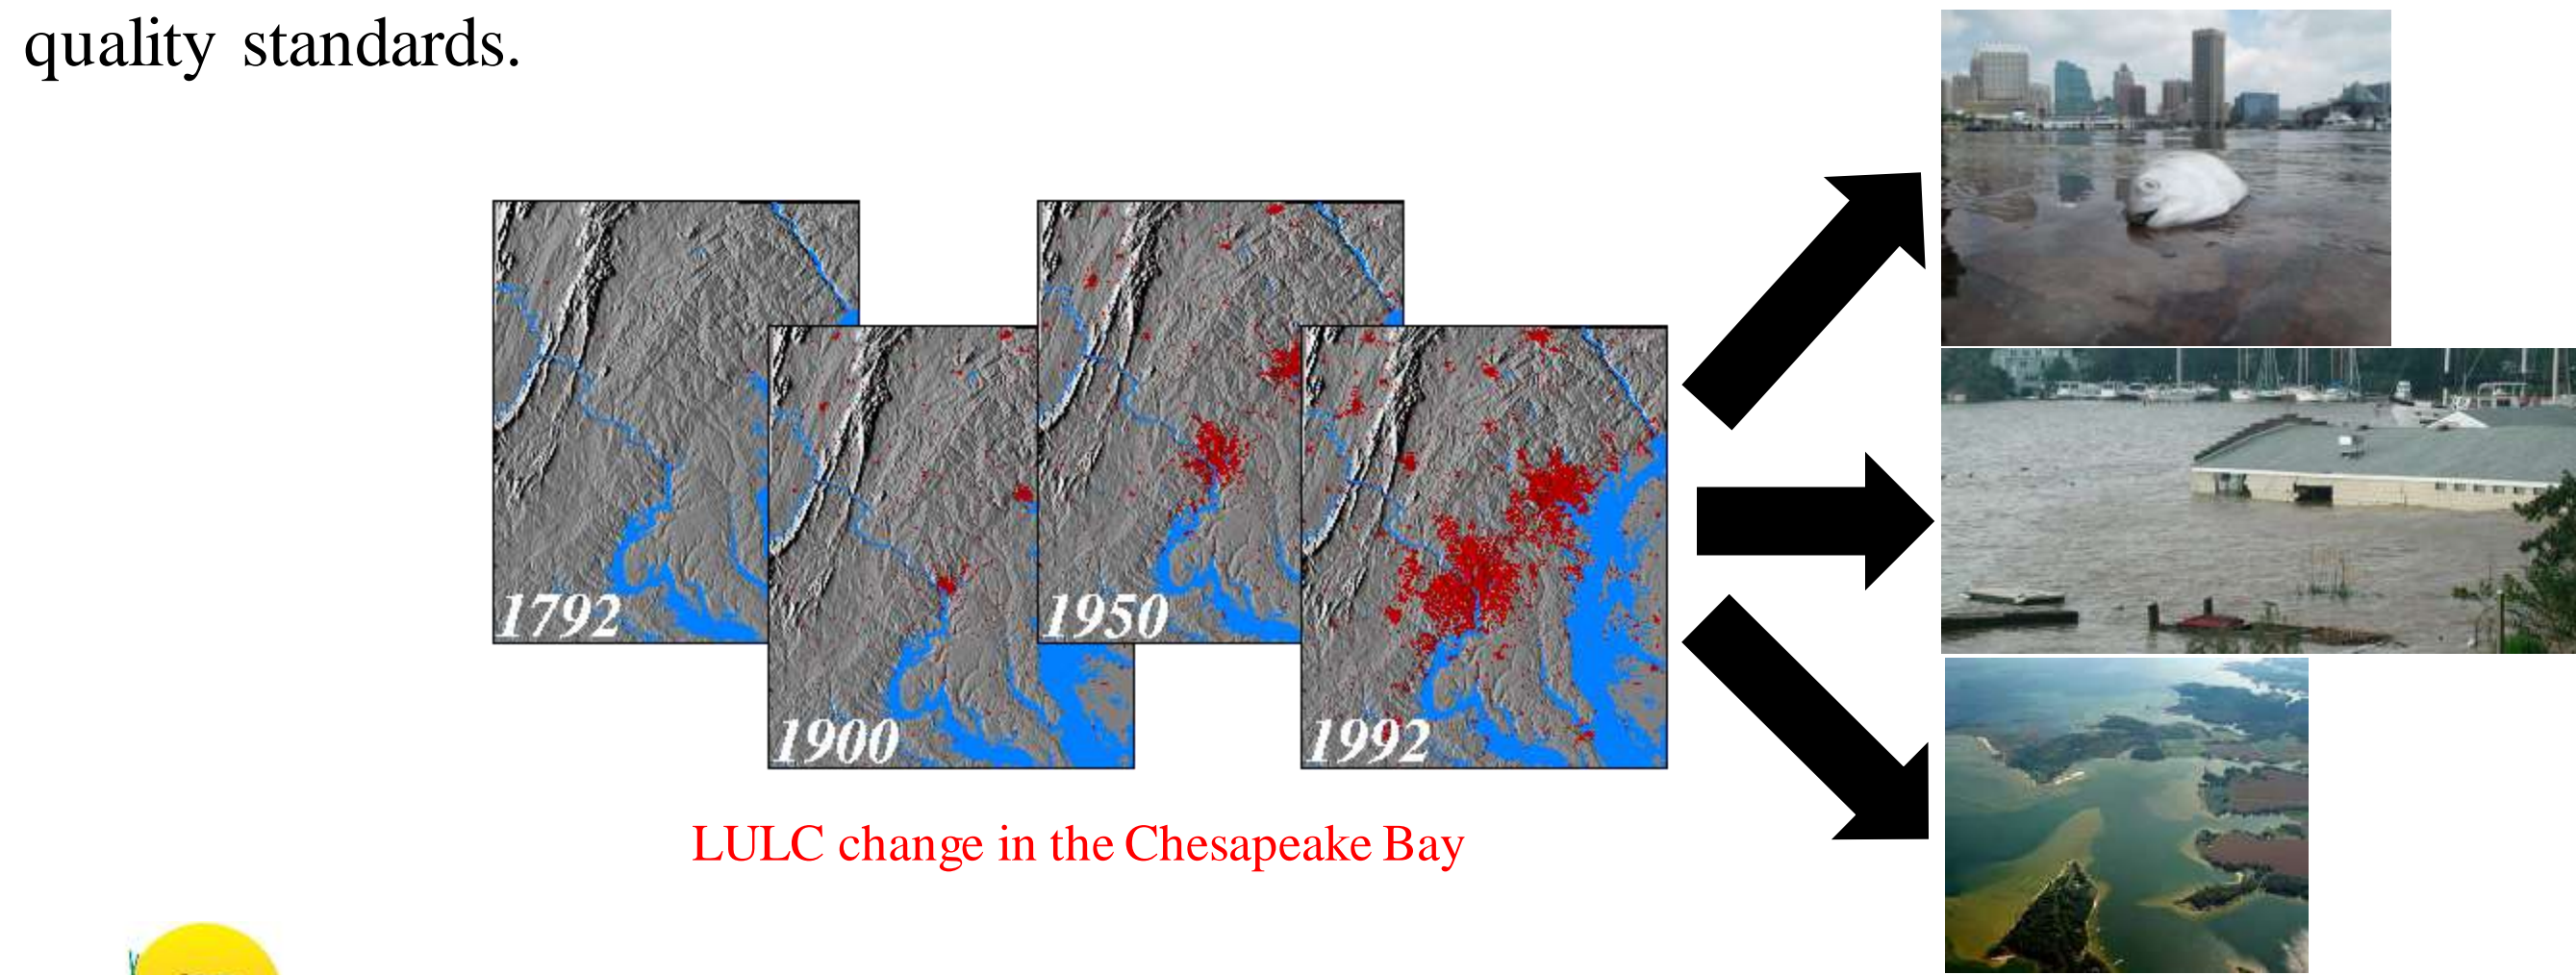 quality standards.
1792
1900
1950
1992
LULC change in the Chesapeake Bay